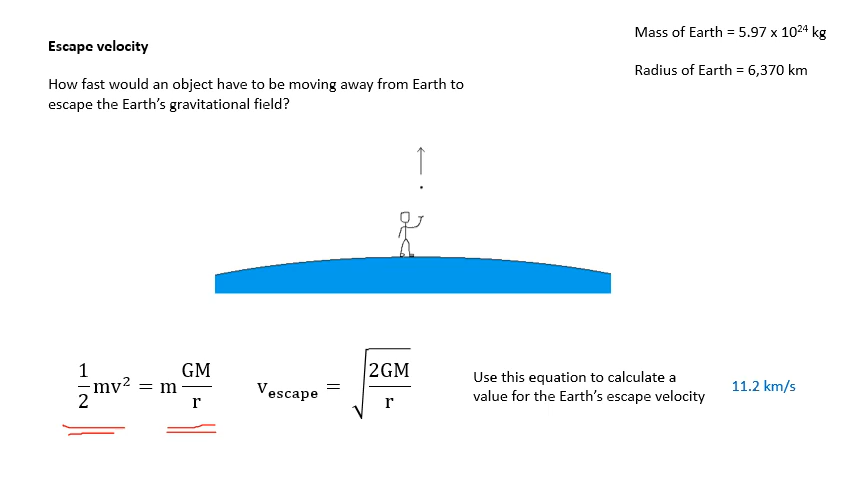 Mass of Earth = 5.97 x 10²⁴ kg
Escape velocity
Radius of Earth = 6,370 km
How fast would an object have to be moving away from Earth to
escape the Earth's gravitational field?
½mv² = m GM/r
v_escape = √(2GM/r)
Use this equation to calculate a
value for the Earth's escape velocity
11.2 km/s